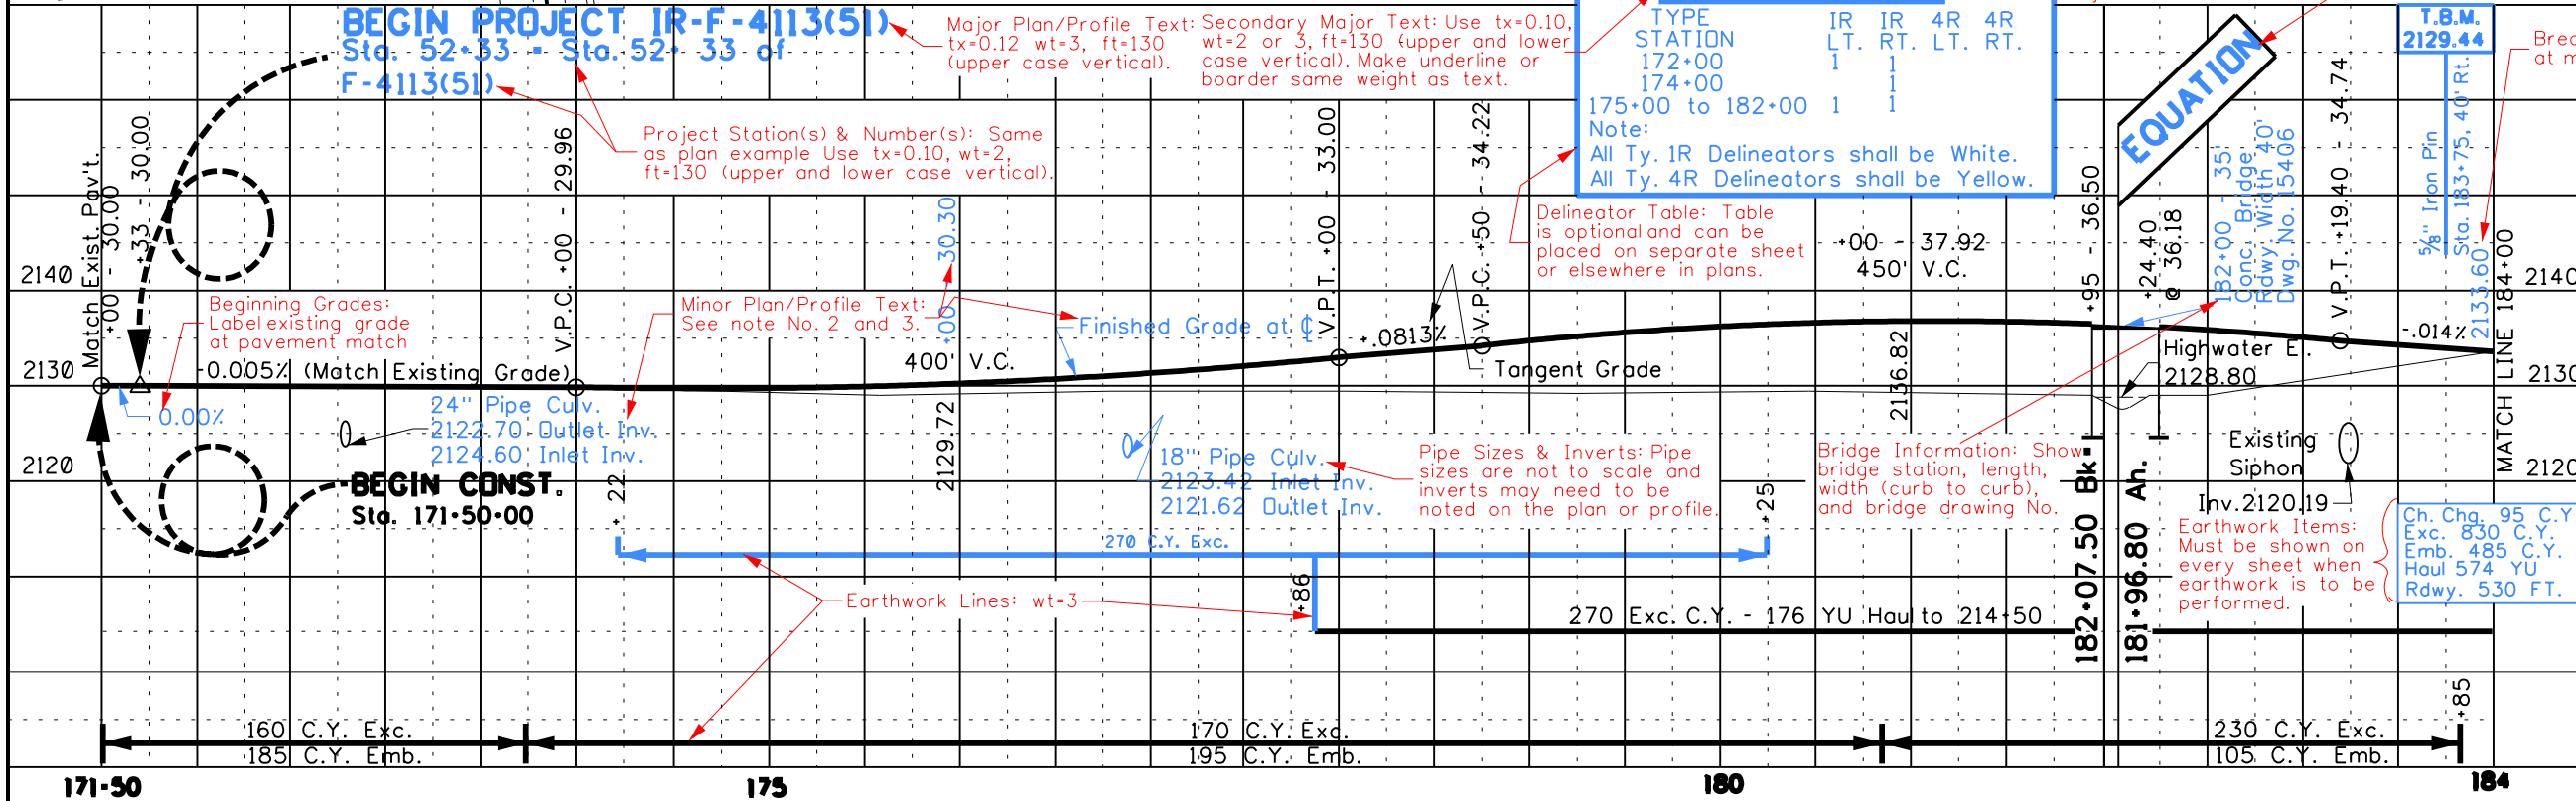 BEGIN PROJECT IR-F-4113(51)
Sta. 52+33 = Sta. 52+ 33 of
F-4113(51)
Major Plan/Profile Text:
tx=0.12 wt=3, ft=130
(upper case vertical).
Secondary Major Text: Use tx=0.10,
wt=2 or 3, ft=130 (upper and lower
case vertical). Make underline or
boarder same weight as text.
Project Station(s) & Number(s): Same
as plan example Use tx=0.10, wt=2,
ft=130 (upper and lower case vertical).
TYPE IR IR 4R 4R
STATION LT. RT. LT. RT.
172+00 1 1
174+00 1
175+00 to 182+00 1 1
Note:
All Ty. 1R Delineators shall be White.
All Ty. 4R Delineators shall be Yellow.
Delineator Table: Table
is optional and can be
placed on separate sheet
or elsewhere in plans.
EQUATION
T.B.M.
2129.44
5/8" Iron Pin
Sta. 183+75, 40' Rt.
at m
Match Exist. Pav't.
+00 - 30.00
+33 - 30.00
V.P.C. +00 - 29.96
+00 30.30
V.P.T. +00 - 33.00
V.P.C. +50 - 34.22
+00 - 37.92
450' V.C.
+95 - 36.50
+24.40
@ 36.18
182+00 - 35'
Conc. Bridge
Rdwy. Width 40'
Dwg. No. 15406
V.P.T. +19.40 - 34.74
2133.60
MATCH LINE 184+00
2140
2130
2120
2140
2130
2120
Beginning Grades:
Label existing grade
at pavement match
-0.005% (Match Existing Grade)
0.00%
Minor Plan/Profile Text:
See note No. 2 and 3.
Finished Grade at ℄
400' V.C.
+.0813%
Tangent Grade
-.014%
Highwater El.
2128.80
24" Pipe Culv.
2122.70 Outlet Inv.
2124.60 Inlet Inv.
2129.72
2136.82
18" Pipe Culv.
2123.42 Inlet Inv.
2121.62 Outlet Inv.
Pipe Sizes & Inverts: Pipe
sizes are not to scale and
inverts may need to be
noted on the plan or profile.
Bridge Information: Show
bridge station, length,
width (curb to curb),
and bridge drawing No.
Existing
Siphon
Inv.2120.19
BEGIN CONST.
Sta. 171+50.00
+ 22
+25
270 C.Y. Exc.
+86
Earthwork Lines: wt=3
270 Exc. C.Y. - 176 YU Haul to 214+50
182+07.50 Bk=
181+96.80 Ah.
Earthwork Items:
Must be shown on
every sheet when
earthwork is to be
performed.
Ch. Chg. 95 C.Y
Exc. 830 C.Y.
Emb. 485 C.Y.
Haul 574 YU
Rdwy. 530 FT.
+85
160 C.Y. Exc.
185 C.Y. Emb.
170 C.Y. Exc.
195 C.Y. Emb.
230 C.Y. Exc.
105 C.Y. Emb.
171+50
175
180
184